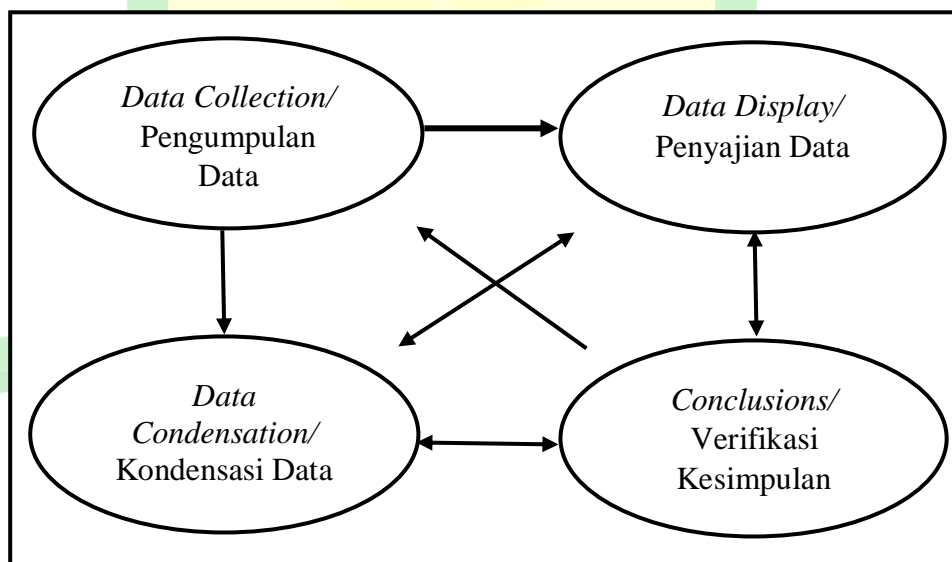 Data Collection/
Pengumpulan
Data
Data Display/
Penyajian Data
Data
Condensation/
Kondensasi Data
Conclusions/
Verifikasi
Kesimpulan